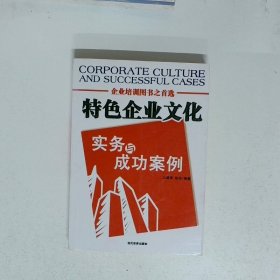 CORPORATE CULTURE
AND SUCCESSFUL CASES
企业培训图书之首选
特色企业文化
实务与
成功案例